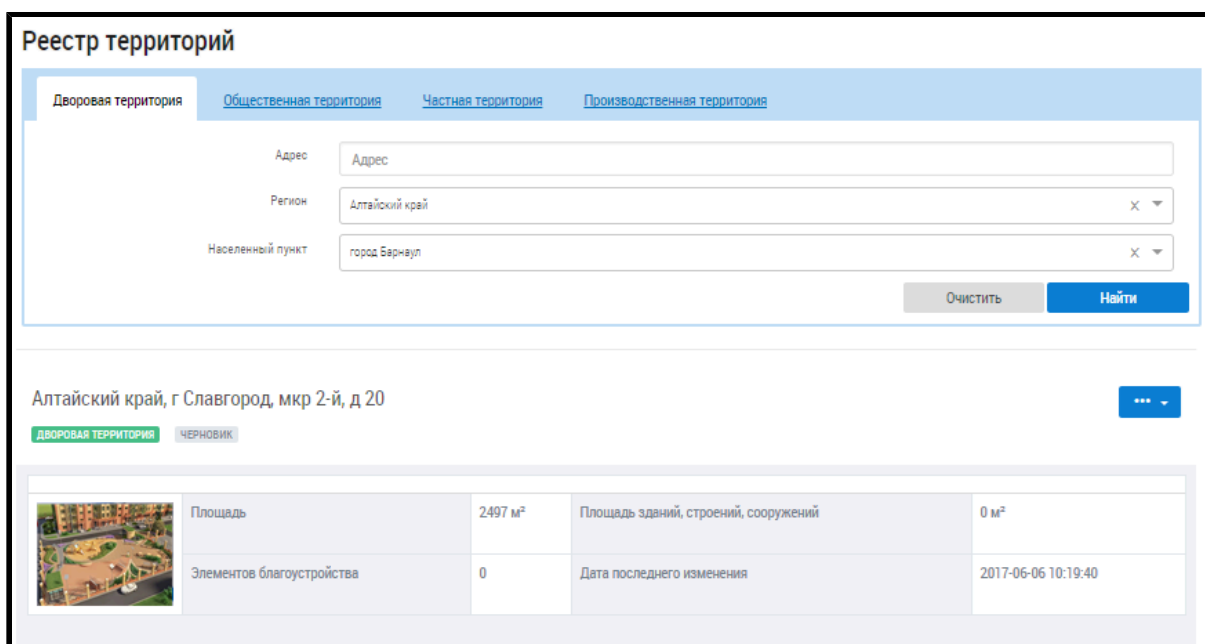 Реестр территорий
Дворовая территория Общественная территория Частная территория Производственная территория
Адрес Адрес
Регион Алтайский край
Населенный пункт город Барнаул
Очистить Найти
Алтайский край, г Славгород, мкр 2-й, д 20
ДВОРОВАЯ ТЕРРИТОРИЯ ЧЕРНОВИК
Площадь 2497 м² Площадь зданий, строений, сооружений 0 м²
Элементов благоустройства 0 Дата последнего изменения 2017-06-06 10:19:40